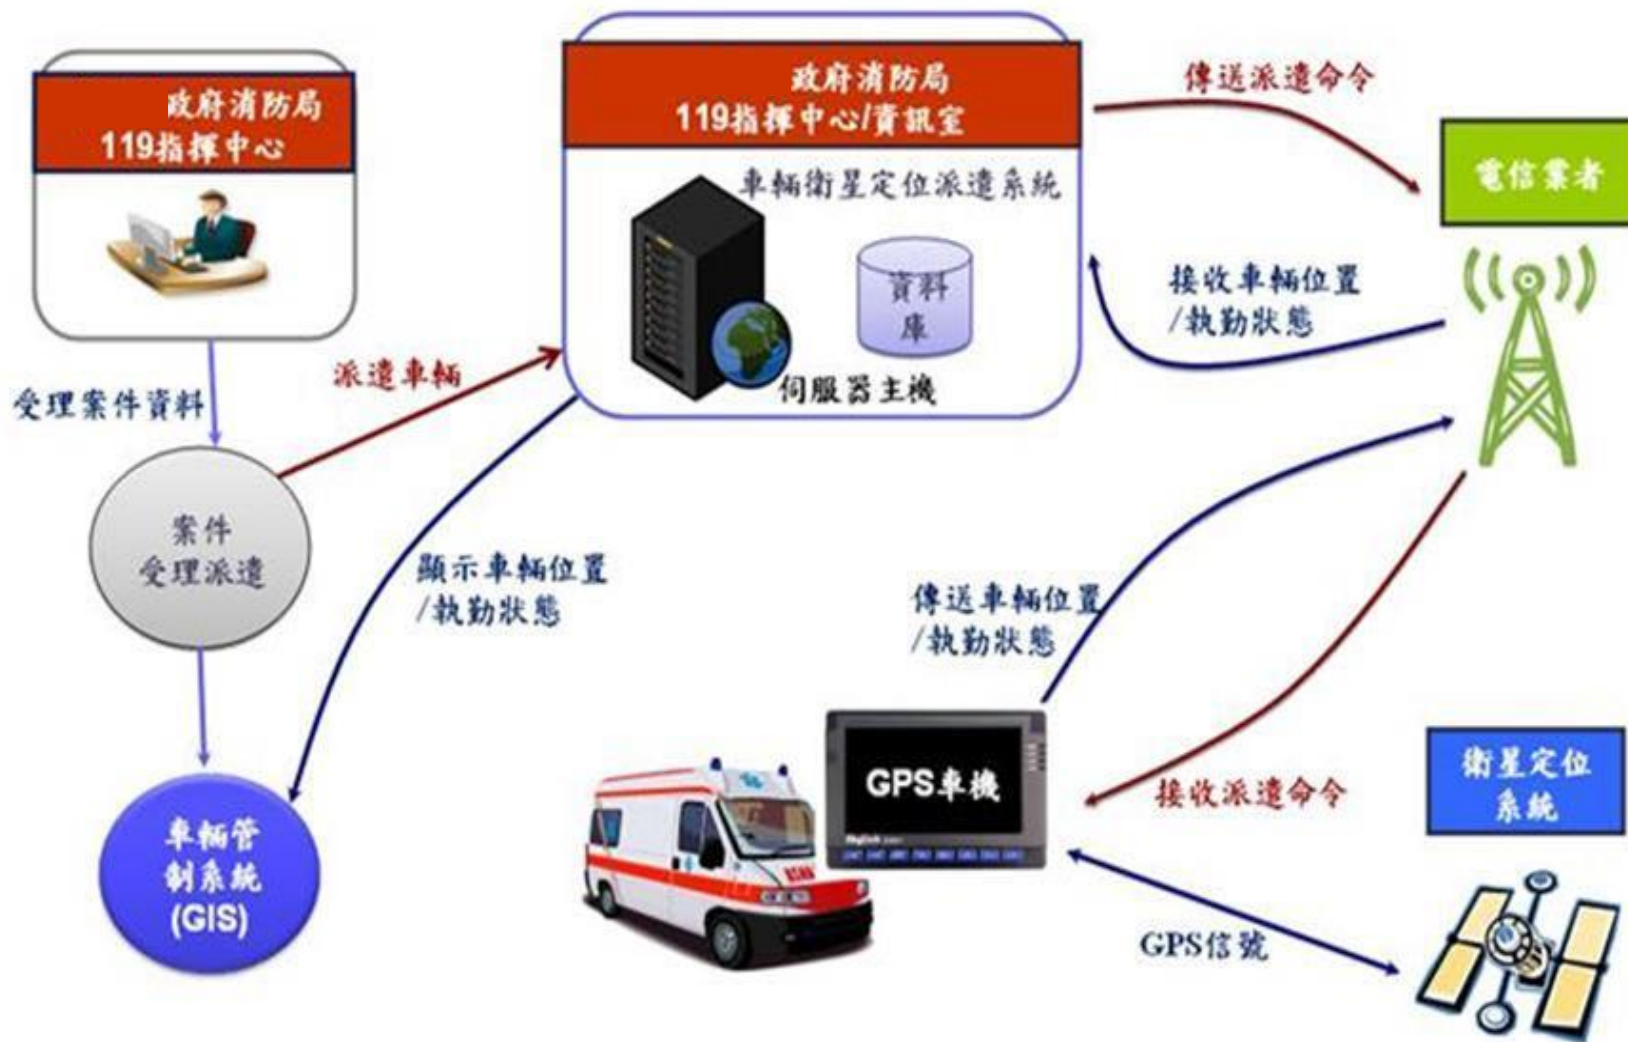 政府消防局
119指揮中心
政府消防局
119指揮中心/資訊室
車輛衛星定位派遣系統
資料
庫
伺服器主機
傳送派遣命令
電信業者
接收車輛位置
/執勤狀態
派遣車輛
受理案件資料
案件
受理派遣
顯示車輛位置
/執勤狀態
傳送車輛位置
/執勤狀態
GPS車機
接收派遣命令
衛星定位
系統
車輛管
制系統
(GIS)
GPS信號